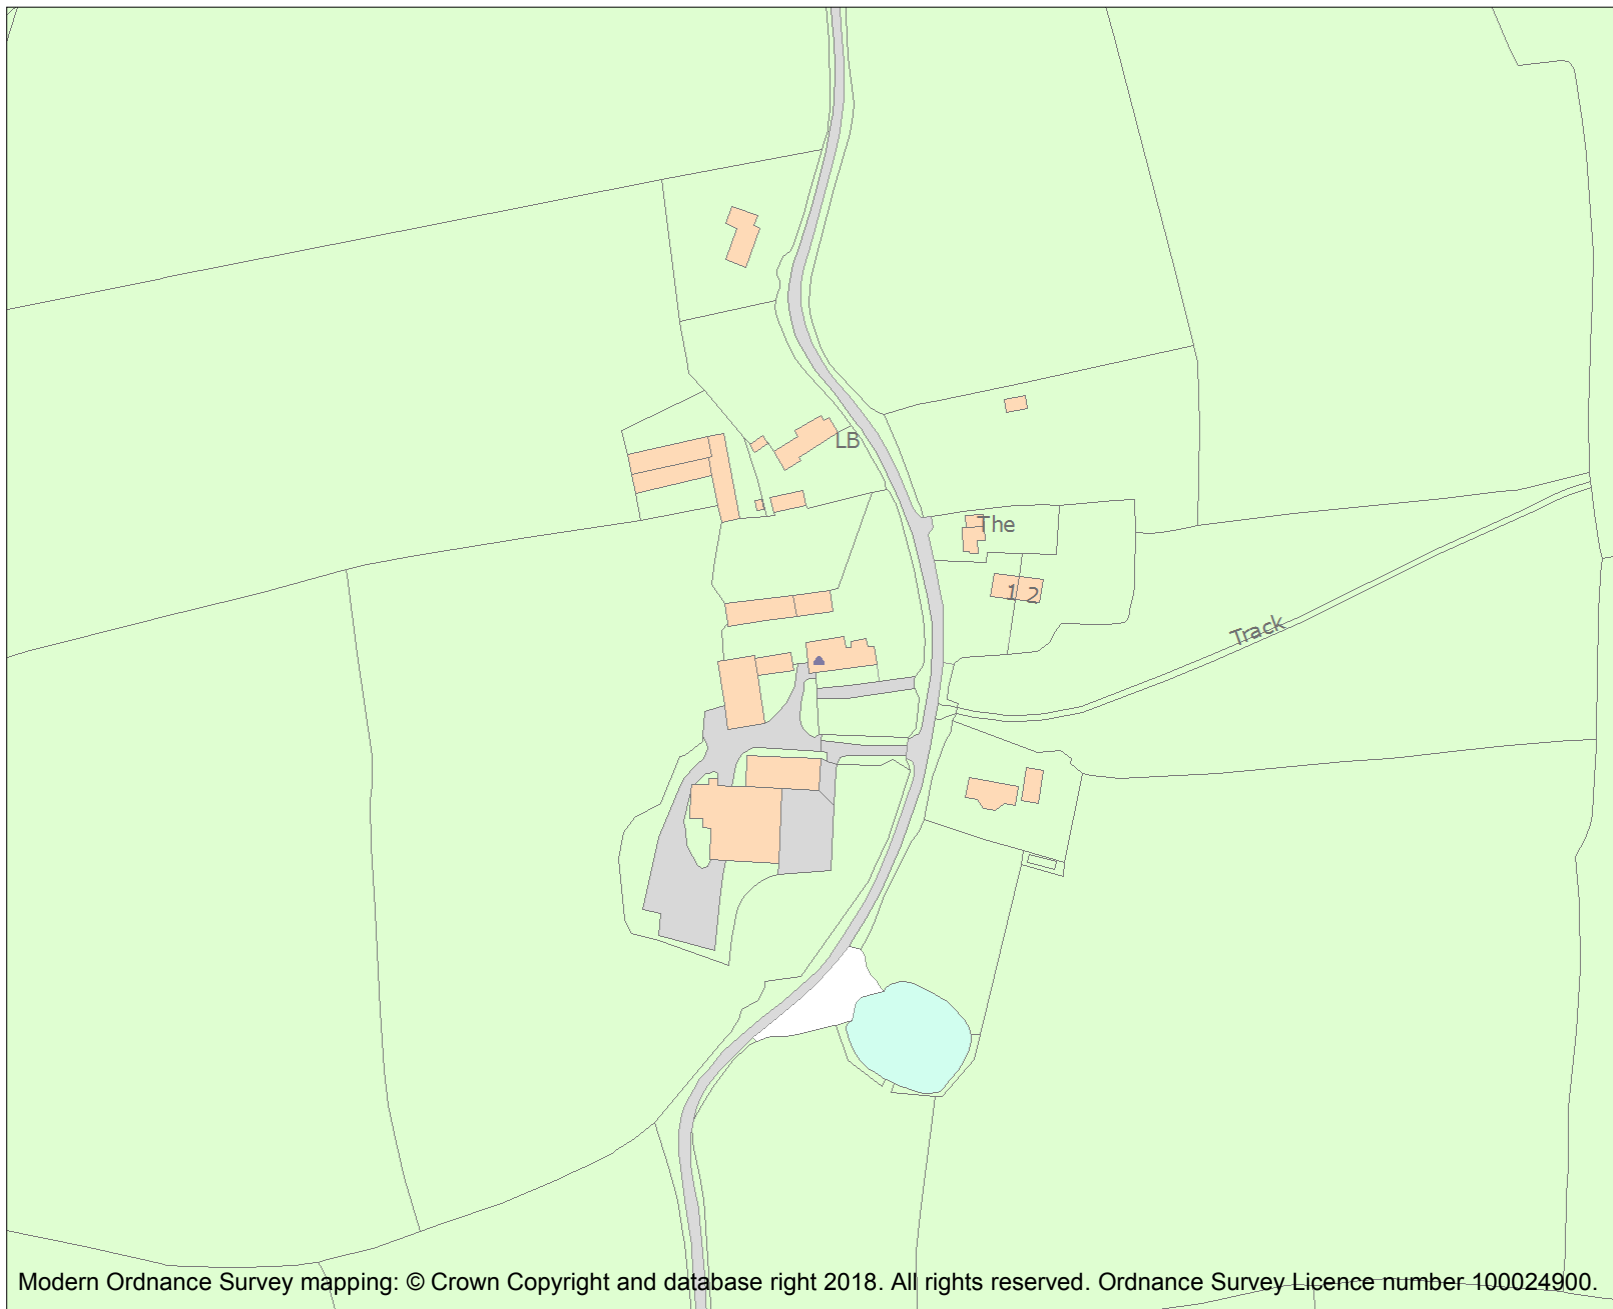 LB
The
1 2
Track
Modern Ordnance Survey mapping: © Crown Copyright and database right 2018. All rights reserved. Ordnance Survey Licence number 100024900.